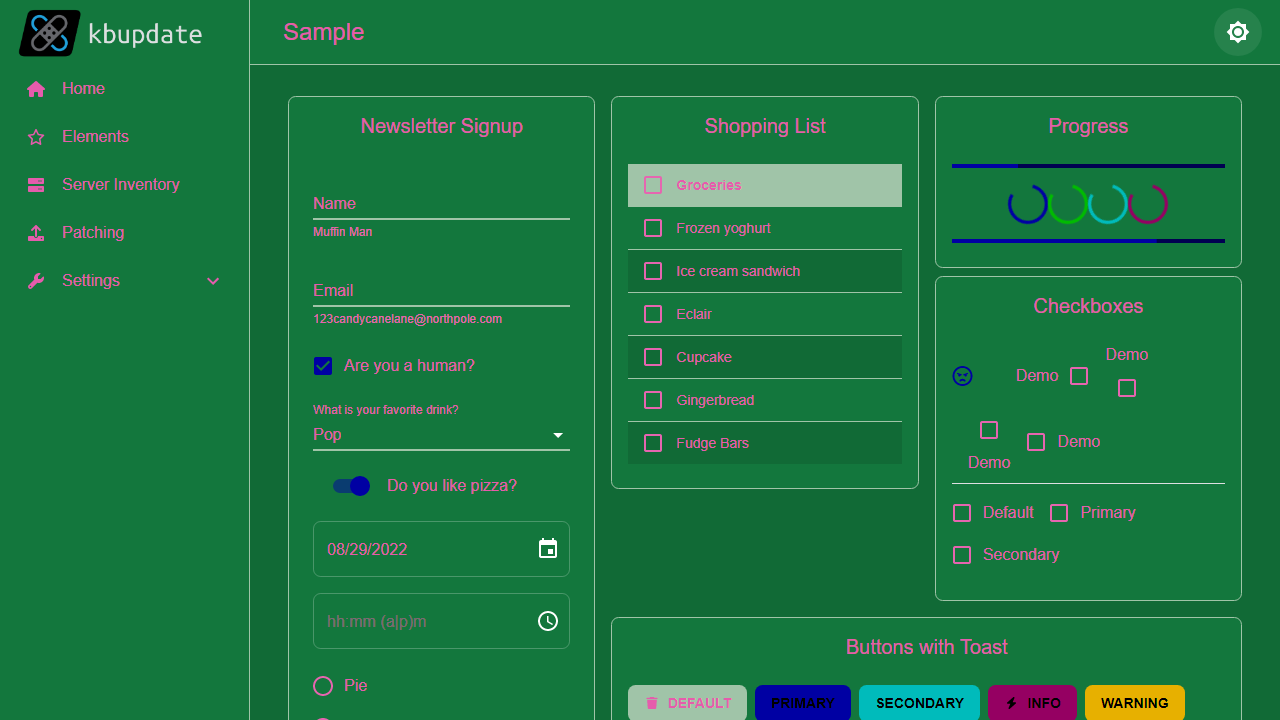 kbupdate
Home
Elements
Server Inventory
Patching
Settings
Sample
Newsletter Signup
Name
Muffin Man
Email
123candycanelane@northpole.com
Are you a human?
What is your favorite drink?
Pop
Do you like pizza?
08/29/2022
hh:mm (a|p)m
Pie
Shopping List
Groceries
Frozen yoghurt
Ice cream sandwich
Eclair
Cupcake
Gingerbread
Fudge Bars
Progress
Checkboxes
Demo
Demo
Demo
Demo
Default
Primary
Secondary
Buttons with Toast
DEFAULT
PRIMARY
SECONDARY
INFO
WARNING